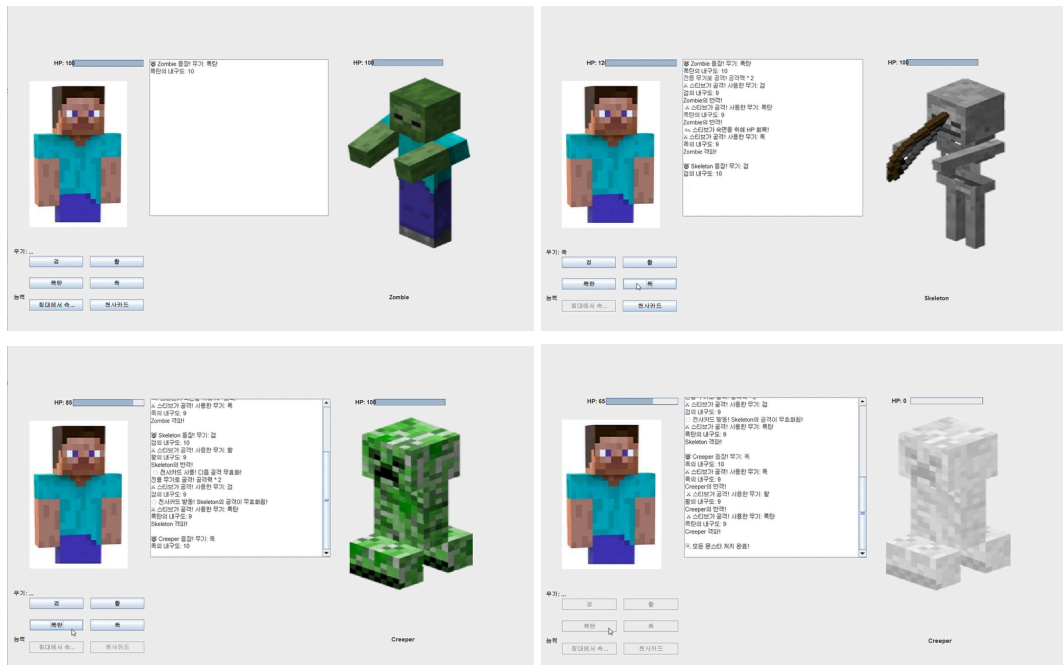 HP: 100
Zombie 등장! 무기: 폭탄
폭탄의 내구도: 10
HP: 100
무기: ...
검
활
폭탄
독
능력
침대에서 숙...
천사카드
Zombie
HP: 120
Zombie 등장! 무기: 폭탄
폭탄의 내구도: 10
전용 무기로 공격! 공격력 * 2
스티브가 공격! 사용한 무기: 검
검의 내구도: 9
Zombie의 반격!
스티브가 공격! 사용한 무기: 폭탄
폭탄의 내구도: 9
Zombie의 반격!
스티브가 숙면을 취해 HP 회복!
스티브가 공격! 사용한 무기: 독
독의 내구도: 9
Zombie 격파!
Skeleton 등장! 무기: 검
검의 내구도: 10
HP: 100
무기: 독
검
활
폭탄
독
능력
침대에서 숙...
천사카드
Skeleton
HP: 85
스티브가 공격! 사용한 무기: 독
독의 내구도: 9
Zombie 격파!
Skeleton 등장! 무기: 검
검의 내구도: 10
스티브가 공격! 사용한 무기: 활
활의 내구도: 9
Skeleton의 반격!
천사카드 사용! 다음 공격 무효화!
전용 무기로 공격! 공격력 * 2
스티브가 공격! 사용한 무기: 검
검의 내구도: 9
천사카드 발동! Skeleton의 공격이 무효화됨!
스티브가 공격! 사용한 무기: 폭탄
폭탄의 내구도: 9
Skeleton 격파!
Creeper 등장! 무기: 독
독의 내구도: 10
HP: 100
무기: ...
검
활
폭탄
독
능력
침대에서 숙...
천사카드
Creeper
HP: 65
스티브가 공격! 사용한 무기: 검
검의 내구도: 9
천사카드 발동! Skeleton의 공격이 무효화됨!
스티브가 공격! 사용한 무기: 폭탄
폭탄의 내구도: 9
Skeleton 격파!
Creeper 등장! 무기: 독
독의 내구도: 10
스티브가 공격! 사용한 무기: 독
독의 내구도: 9
Creeper의 반격!
스티브가 공격! 사용한 무기: 활
활의 내구도: 9
Creeper의 반격!
스티브가 공격! 사용한 무기: 폭탄
폭탄의 내구도: 9
Creeper 격파!
모든 몬스터 처치 완료!
HP: 0
무기: ...
검
활
폭탄
독
능력
침대에서 숙...
천사카드
Creeper